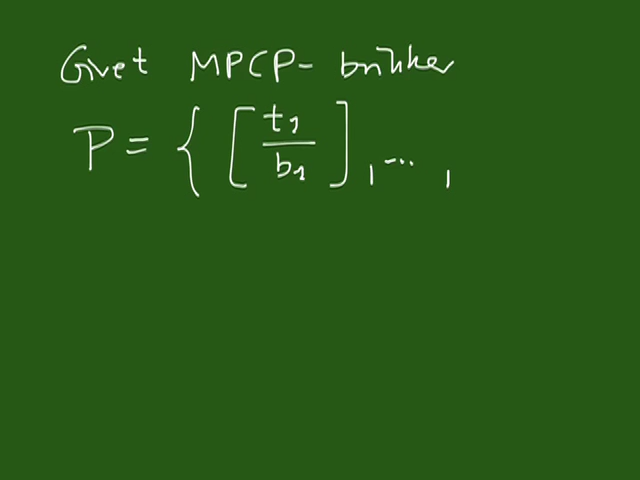 Givet MPCP-brikker
P = { [ t₁ / b₁ ] , ... ,